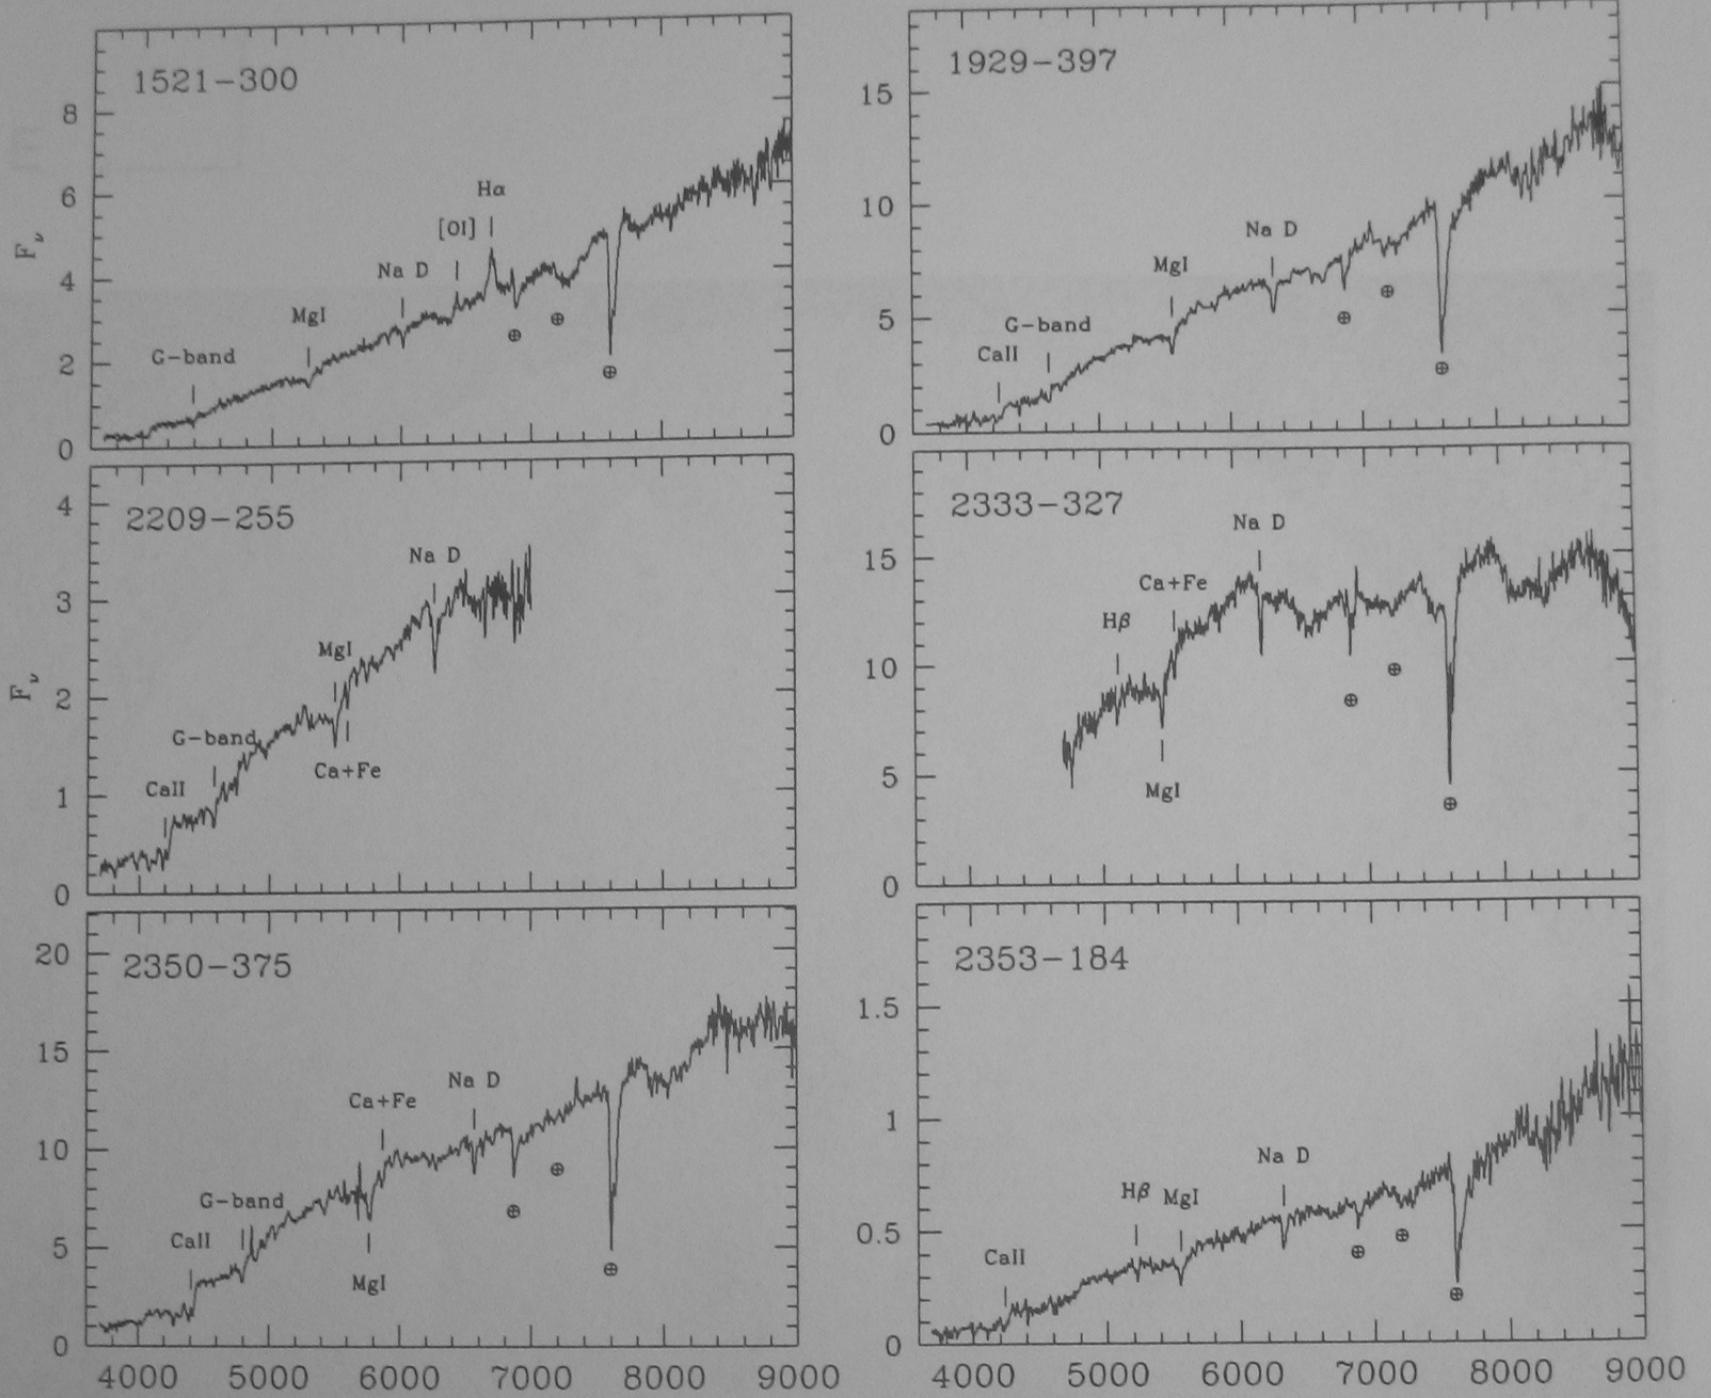 1521-300
8
6
4
2
0
Fν
G-band
MgI
Na D
[OI]
Hα
⊕
⊕
⊕
1929-397
15
10
5
0
CaII
G-band
MgI
Na D
⊕
⊕
⊕
2209-255
4
3
2
1
0
Fν
CaII
G-band
MgI
Ca+Fe
Na D
2333-327
15
10
5
0
Hβ
Ca+Fe
MgI
Na D
⊕
⊕
⊕
2350-375
20
15
10
5
0
CaII
G-band
Ca+Fe
MgI
Na D
⊕
⊕
⊕
4000 5000 6000 7000 8000 9000
2353-184
1.5
1
0.5
0
CaII
Hβ MgI
Na D
⊕
⊕
⊕
4000 5000 6000 7000 8000 9000